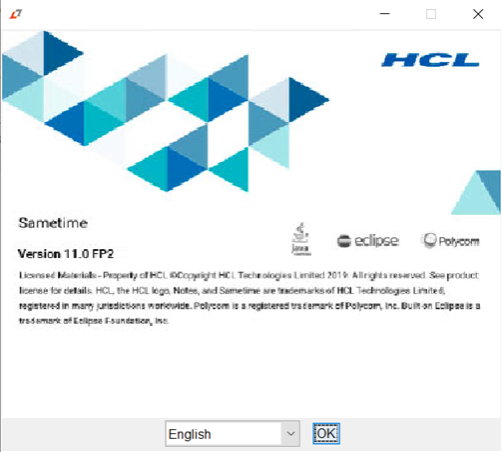 HCL
Sametime
Java
eclipse
Polycom
Version 11.0 FP2
Licensed Materials - Property of HCL ©Copyright HCL Technologies Limited 2019. All rights reserved. See product
license for details. HCL, the HCL logo, Notes, and Sametime are trademarks of HCL Technologies Limited,
registered in many jurisdictions worldwide. Polycom is a registered trademark of Polycom, Inc. Built on Eclipse is a
trademark of Eclipse Foundation, Inc.
English
OK